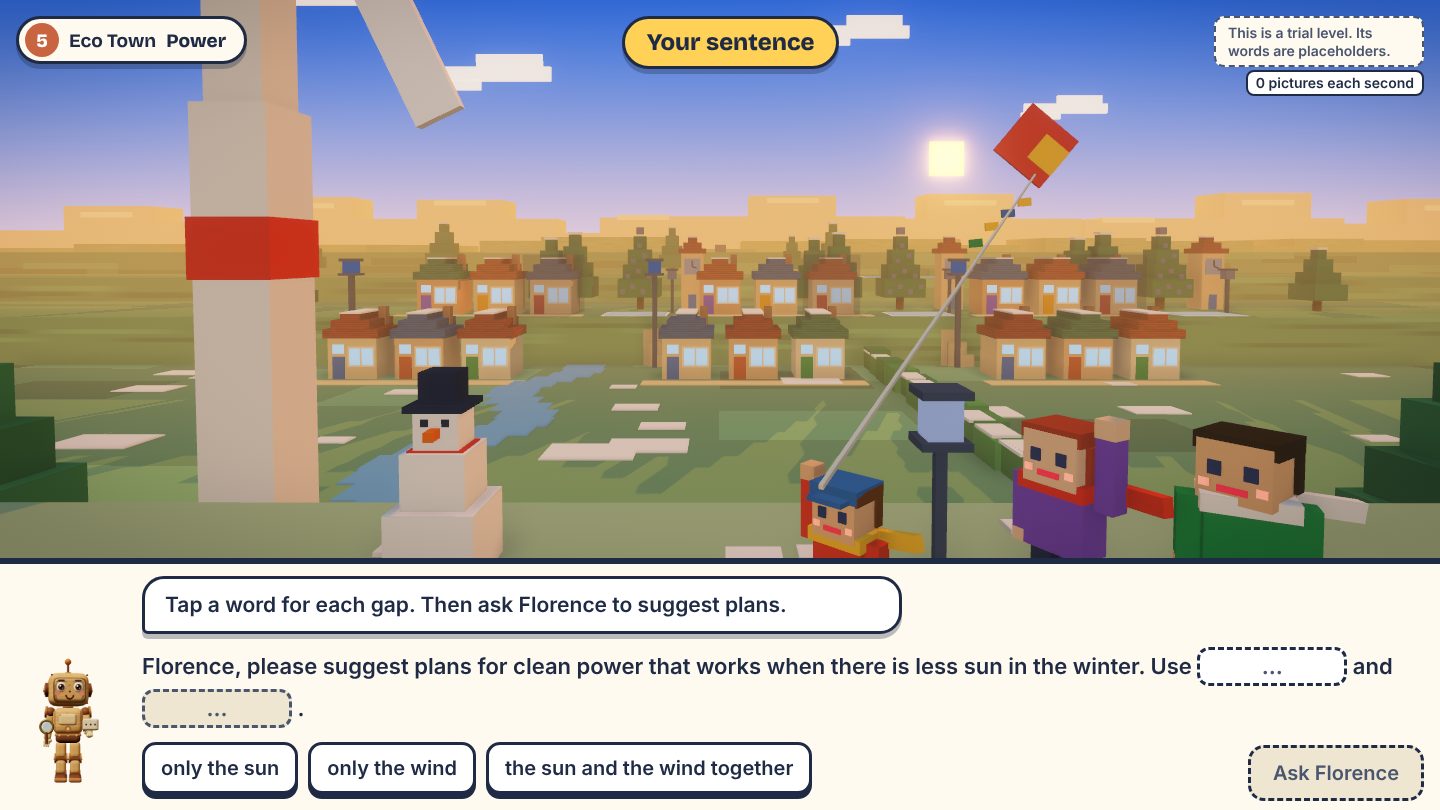 5 Eco Town Power
Your sentence
This is a trial level. Its
words are placeholders.
0 pictures each second
Tap a word for each gap. Then ask Florence to suggest plans.
Florence, please suggest plans for clean power that works when there is less sun in the winter. Use ... and
... .
only the sun
only the wind
the sun and the wind together
Ask Florence